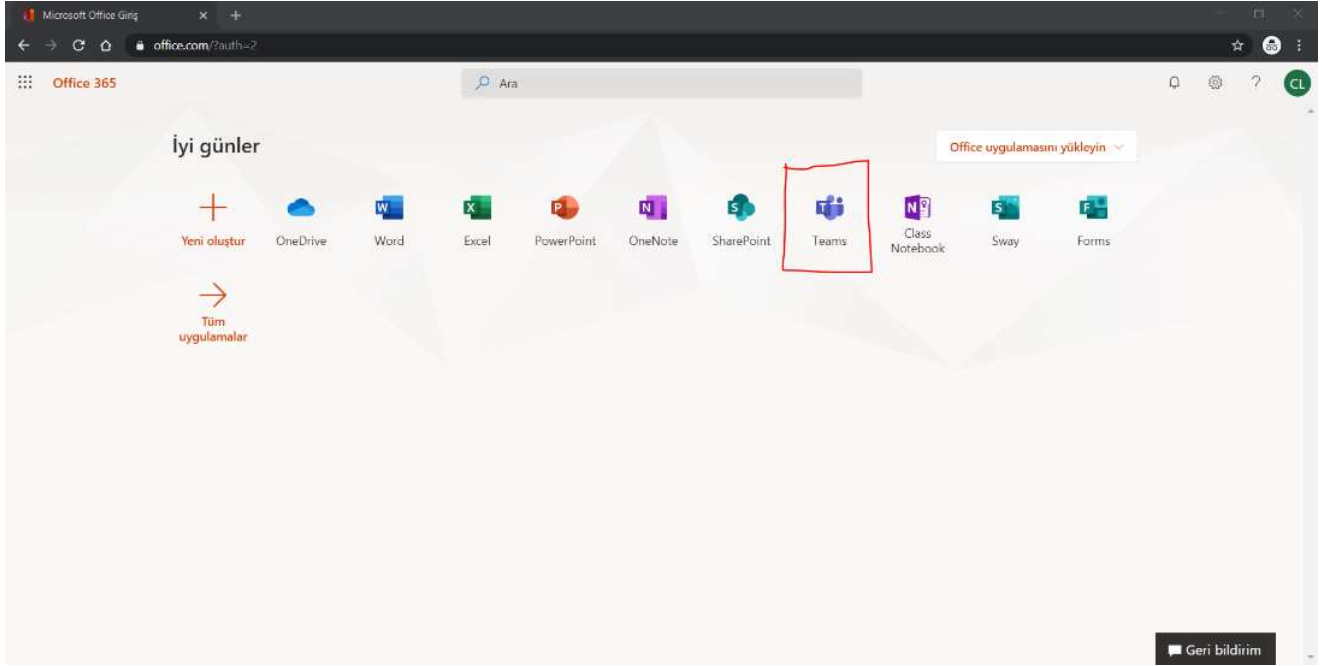 Microsoft Office Giriş
office.com/?auth=2
Office 365
Ara
CL
İyi günler
Office uygulamasını yükleyin
Yeni oluştur
OneDrive
Word
Excel
PowerPoint
OneNote
SharePoint
Teams
Class
Notebook
Sway
Forms
Tüm
uygulamalar
Geri bildirim